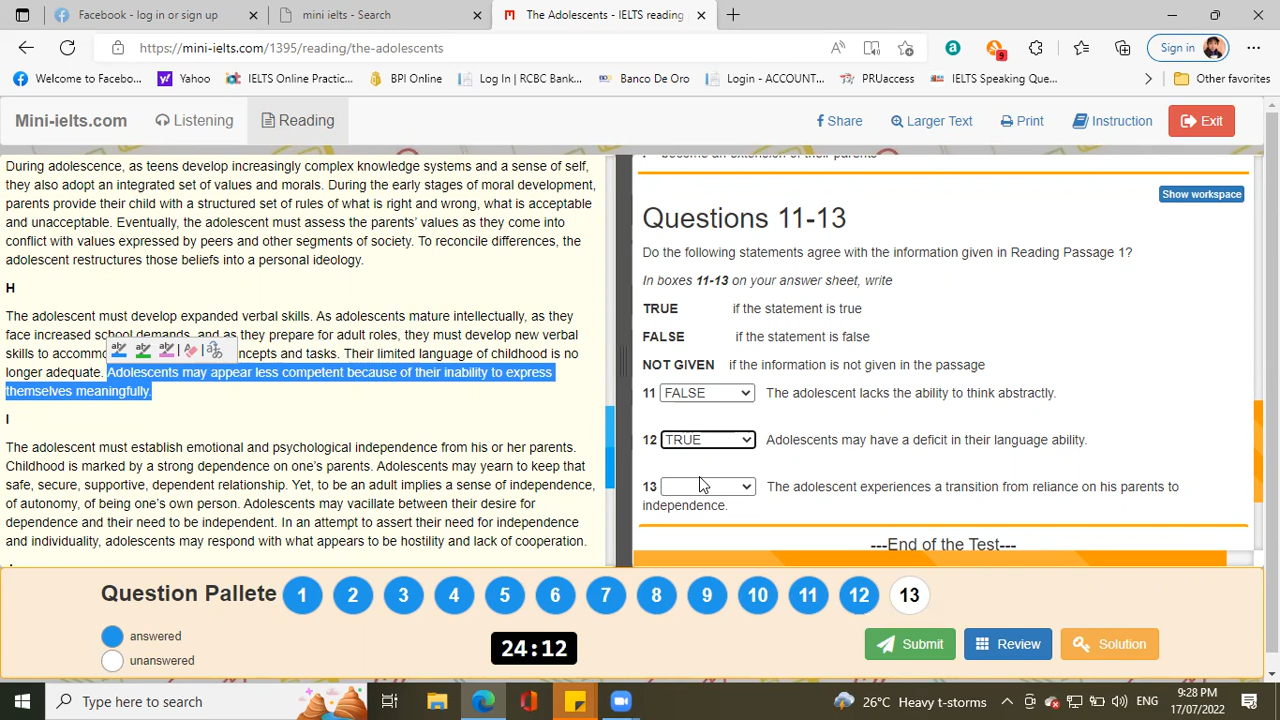 Facebook - log in or sign up
mini ielts - Search
The Adolescents - IELTS reading
https://mini-ielts.com/1395/reading/the-adolescents
Sign in
9
Welcome to Facebo...
Yahoo
IELTS Online Practic...
BPI Online
Log In | RCBC Bank...
Banco De Oro
Login - ACCOUNT...
PRUaccess
IELTS Speaking Que...
Other favorites
Mini-ielts.com
Listening
Reading
Share
Larger Text
Print
Instruction
Exit
During adolescence, as teens develop increasingly complex knowledge systems and a sense of self,
they also adopt an integrated set of values and morals. During the early stages of moral development,
parents provide their child with a structured set of rules of what is right and wrong, what is acceptable
and unacceptable. Eventually, the adolescent must assess the parents' values as they come into
conflict with values expressed by peers and other segments of society. To reconcile differences, the
adolescent restructures those beliefs into a personal ideology.
H
The adolescent must develop expanded verbal skills. As adolescents mature intellectually, as they
face increased school demands, and as they prepare for adult roles, they must develop new verbal
skills to accommo ncepts and tasks. Their limited language of childhood is no
longer adequate. Adolescents may appear less competent because of their inability to express
themselves meaningfully.
I
The adolescent must establish emotional and psychological independence from his or her parents.
Childhood is marked by a strong dependence on one's parents. Adolescents may yearn to keep that
safe, secure, supportive, dependent relationship. Yet, to be an adult implies a sense of independence,
of autonomy, of being one's own person. Adolescents may vacillate between their desire for
dependence and their need to be independent. In an attempt to assert their need for independence
and individuality, adolescents may respond with what appears to be hostility and lack of cooperation.
become an extension of their parents
Show workspace
Questions 11-13
Do the following statements agree with the information given in Reading Passage 1?
In boxes 11-13 on your answer sheet, write
TRUE if the statement is true
FALSE if the statement is false
NOT GIVEN if the information is not given in the passage
11 FALSE The adolescent lacks the ability to think abstractly.
12 TRUE Adolescents may have a deficit in their language ability.
13 The adolescent experiences a transition from reliance on his parents to
independence.
---End of the Test---
Question Pallete 1 2 3 4 5 6 7 8 9 10 11 12 13
answered
unanswered
24:12
Submit
Review
Solution
Type here to search
26°C Heavy t-storms
ENG
9:28 PM
17/07/2022